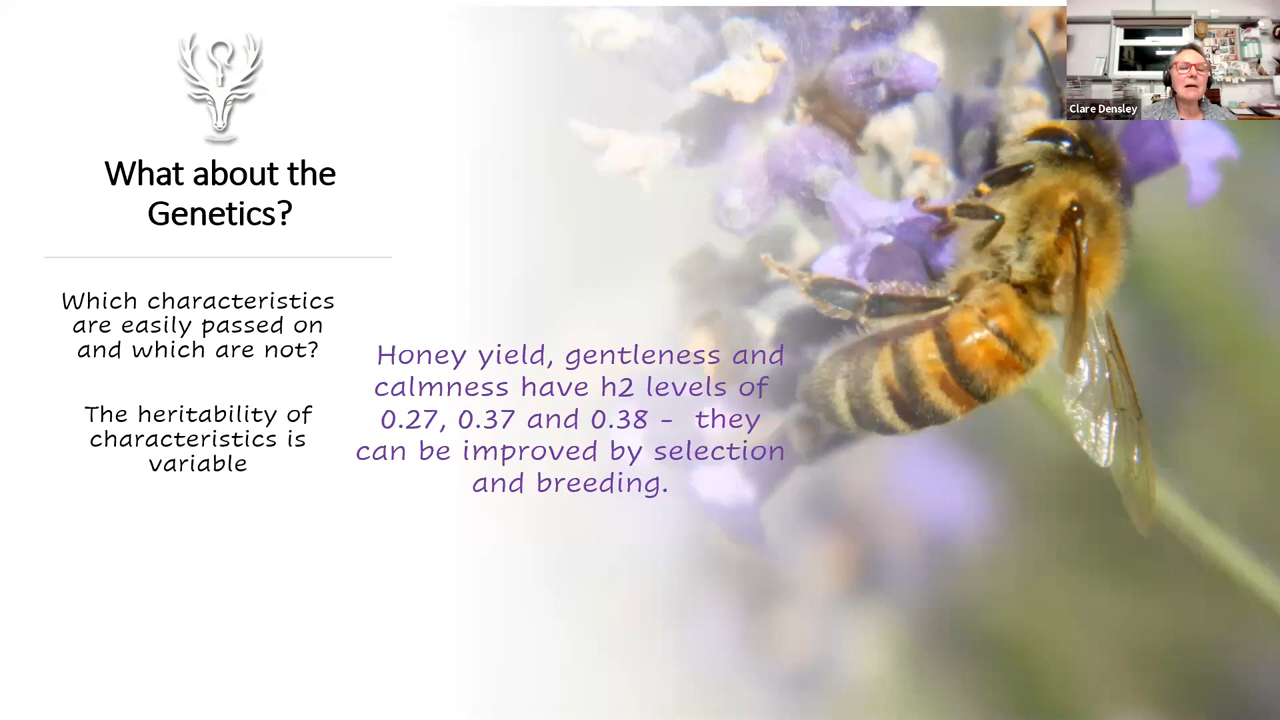 What about the
Genetics?
Which characteristics
are easily passed on
and which are not?
The heritability of
characteristics is
variable
Honey yield, gentleness and
calmness have h2 levels of
0.27, 0.37 and 0.38 - they
can be improved by selection
and breeding.
Clare Densley